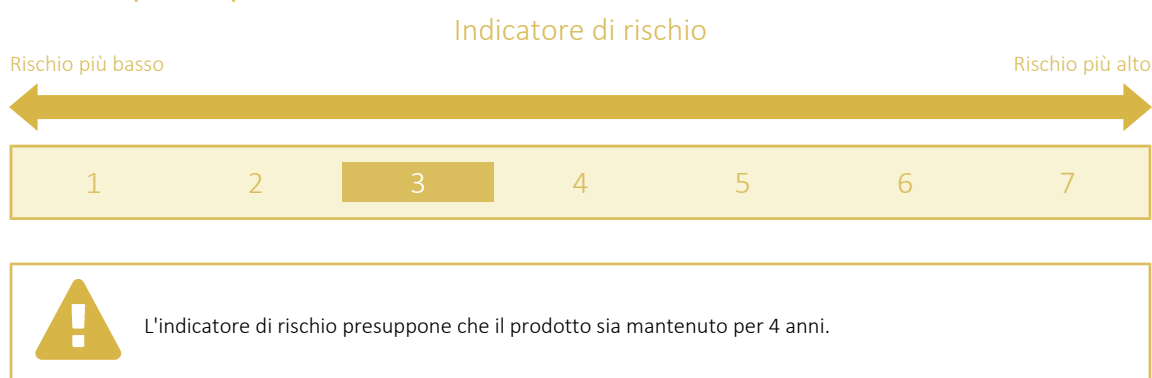 Indicatore di rischio
Rischio più basso Rischio più alto
1 2 3 4 5 6 7
L'indicatore di rischio presuppone che il prodotto sia mantenuto per 4 anni.